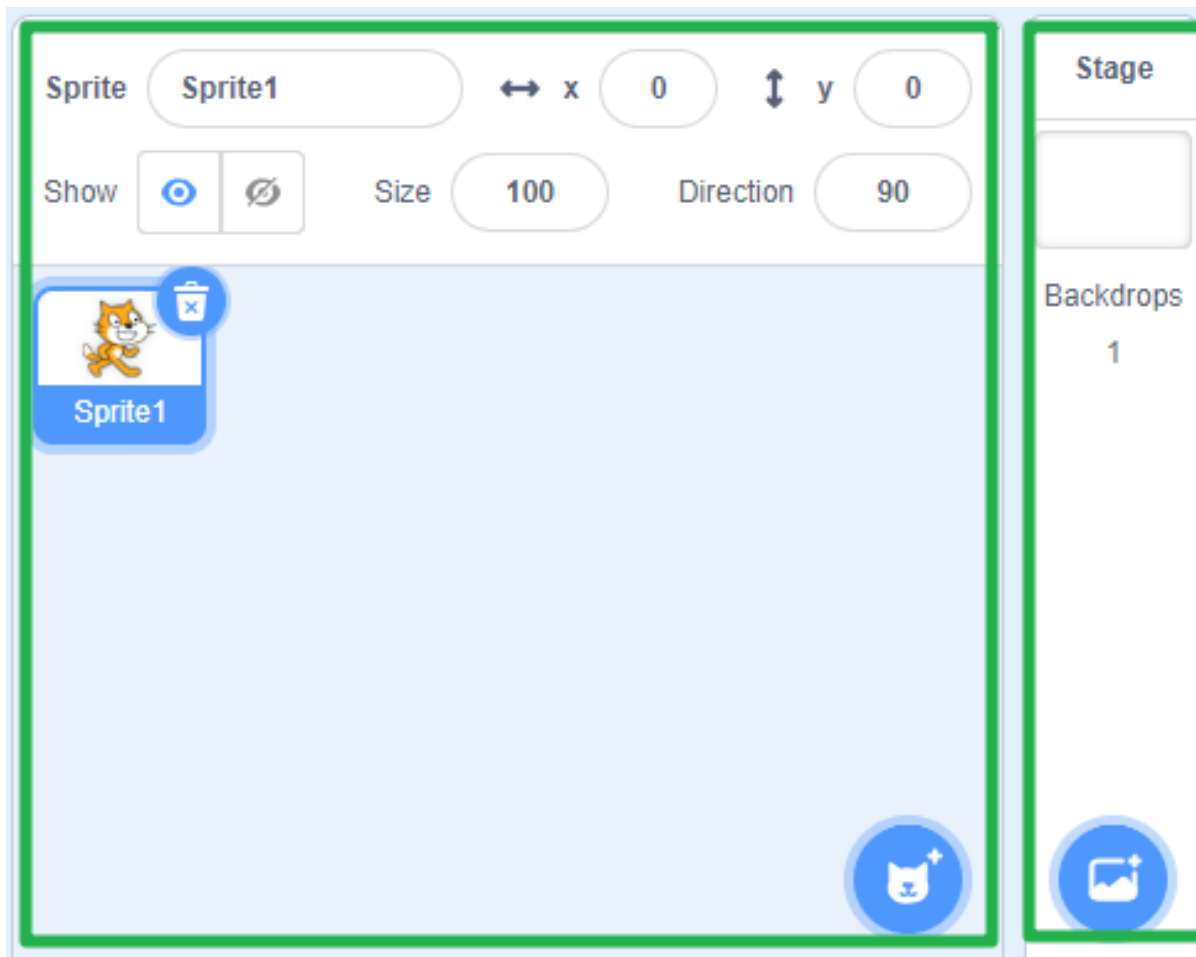 Sprite Sprite1 x 0 y 0
Show Size 100 Direction 90
Sprite1
Stage
Backdrops
1